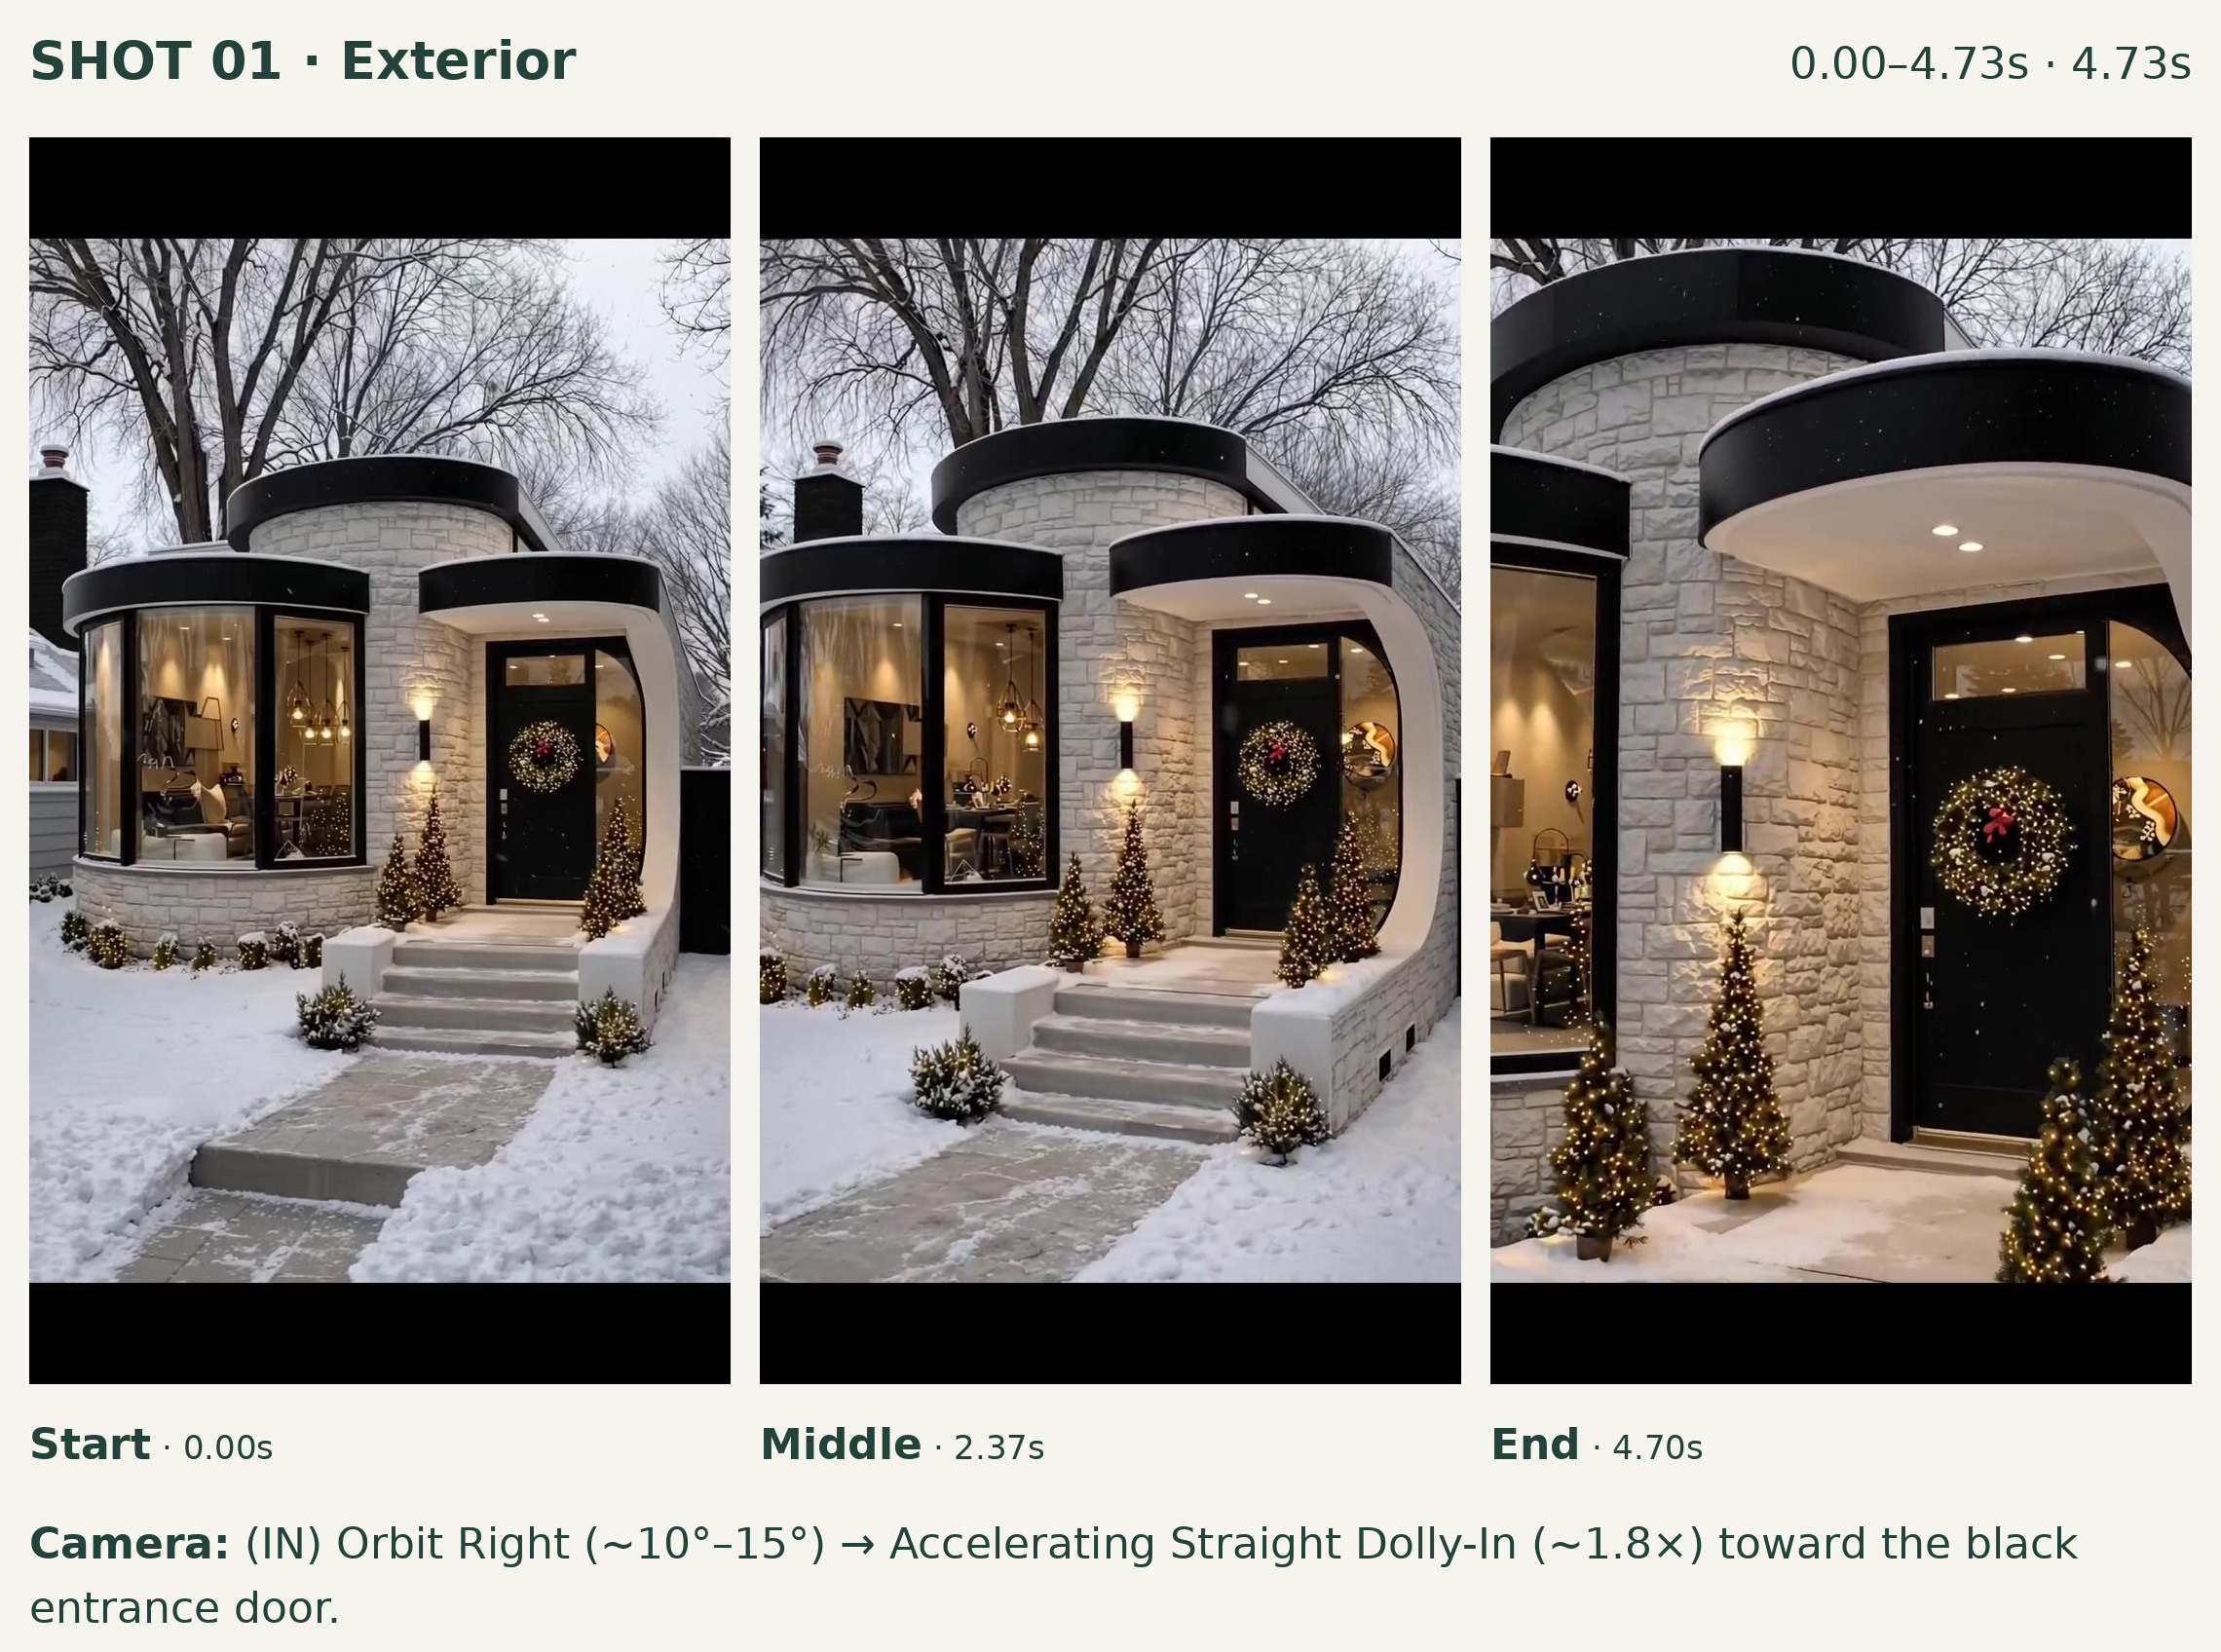 SHOT 01 · Exterior
0.00–4.73s · 4.73s
Start · 0.00s
Middle · 2.37s
End · 4.70s
Camera: (IN) Orbit Right (~10°–15°) → Accelerating Straight Dolly-In (~1.8×) toward the black
entrance door.